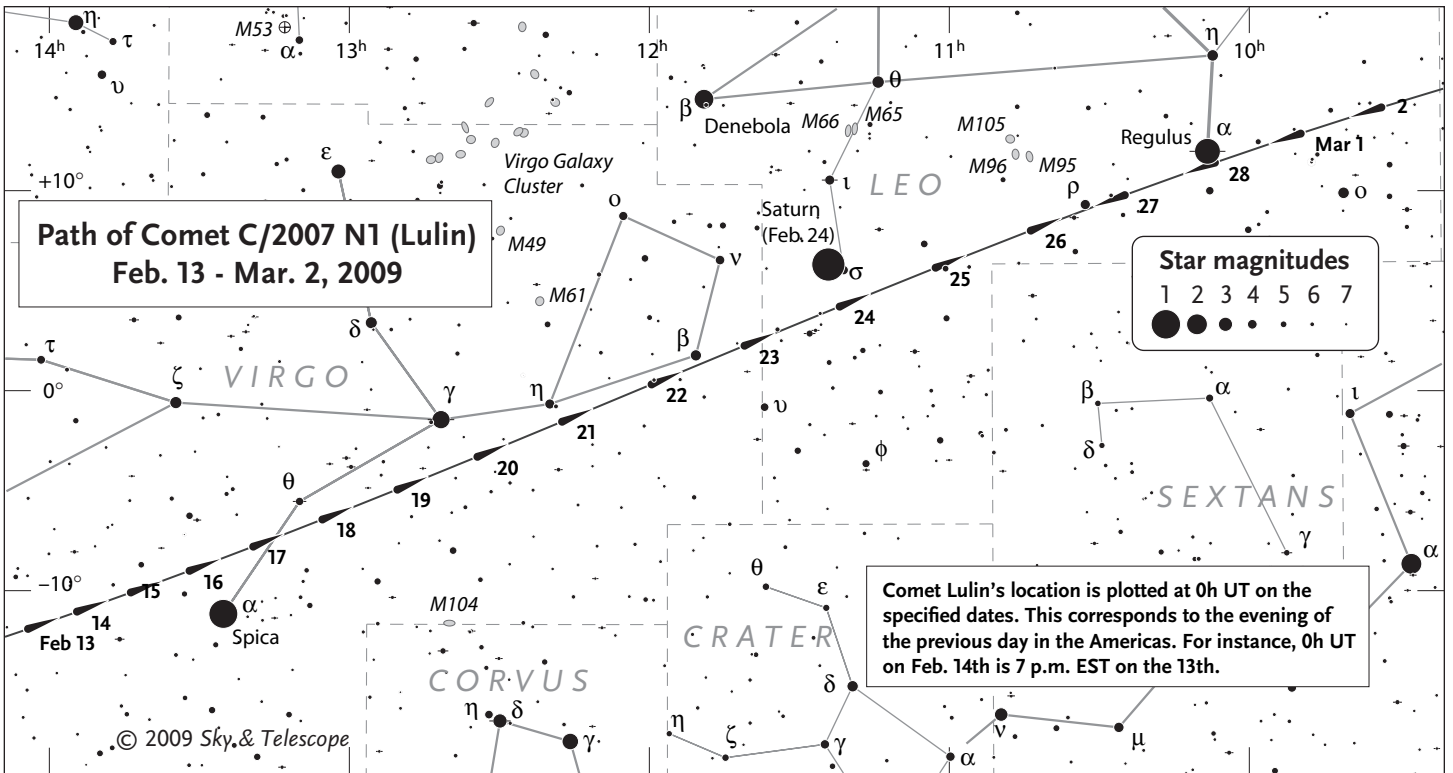 η
14h
τ
υ
M53
α
13h
12h
11h
η
10h
β
Denebola
θ
M66
M65
M105
M96
M95
Regulus
α
2
Mar 1
28
ο
ε
Virgo Galaxy
Cluster
+10°
ι
LEO
ρ
27
26
Path of Comet C/2007 N1 (Lulin)
Feb. 13 - Mar. 2, 2009
M49
ο
ν
Saturn
(Feb. 24)
σ
25
Star magnitudes
1 2 3 4 5 6 7
M61
24
δ
τ
β
23
ζ
VIRGO
0°
γ
η
22
υ
β
α
ι
21
δ
φ
20
θ
19
SEXTANS
18
γ
17
α
–10°
16
15
14
Feb 13
α
Spica
M104
θ
ε
CRATER
Comet Lulin's location is plotted at 0h UT on the
specified dates. This corresponds to the evening of
the previous day in the Americas. For instance, 0h UT
on Feb. 14th is 7 p.m. EST on the 13th.
CORVUS
δ
η
δ
γ
η
ζ
γ
α
ν
μ
© 2009 Sky & Telescope